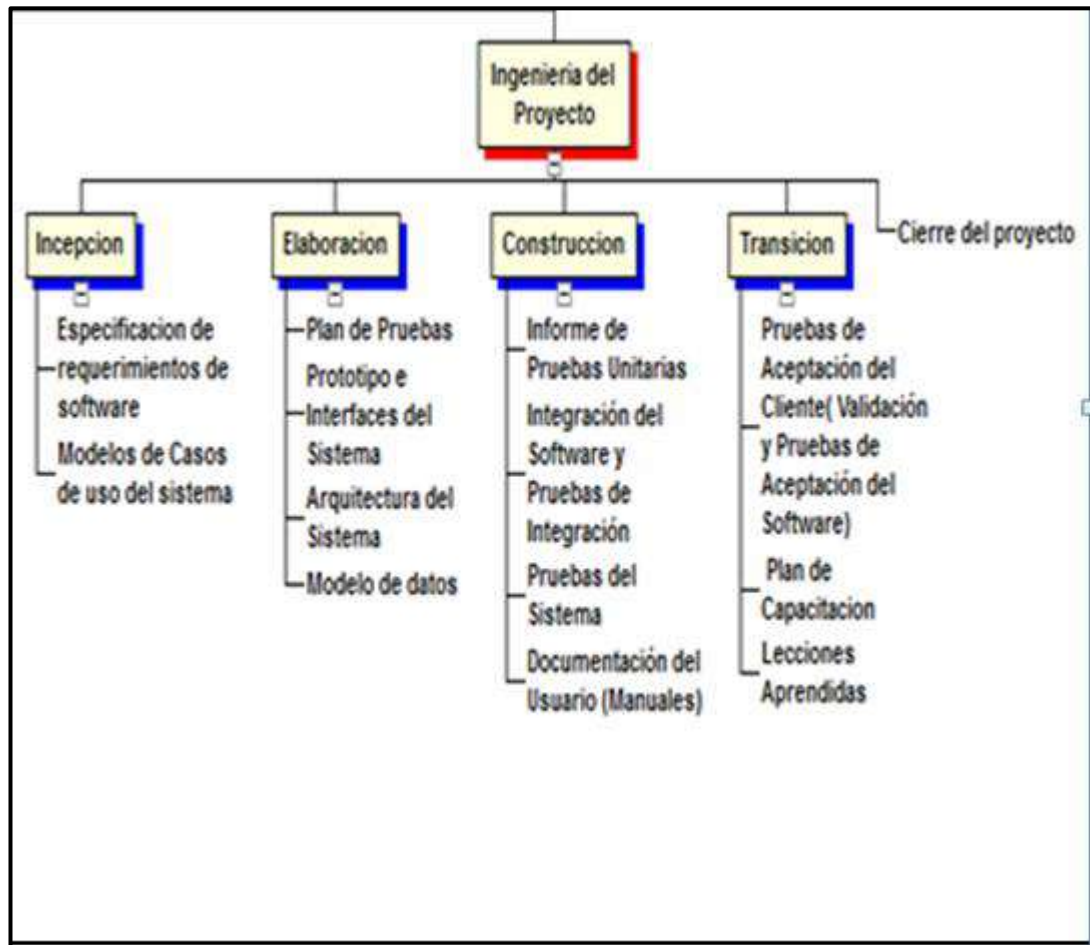 Ingenieria del
Proyecto
Incepcion
Elaboracion
Construccion
Transicion
Cierre del proyecto
Especificacion de
requerimientos de
software
Modelos de Casos
de uso del sistema
Plan de Pruebas
Prototipo e
Interfaces del
Sistema
Arquitectura del
Sistema
Modelo de datos
Informe de
Pruebas Unitarias
Integración del
Software y
Pruebas de
Integración
Pruebas del
Sistema
Documentación del
Usuario (Manuales)
Pruebas de
Aceptación del
Cliente( Validación
y Pruebas de
Aceptación del
Software)
Plan de
Capacitacion
Lecciones
Aprendidas